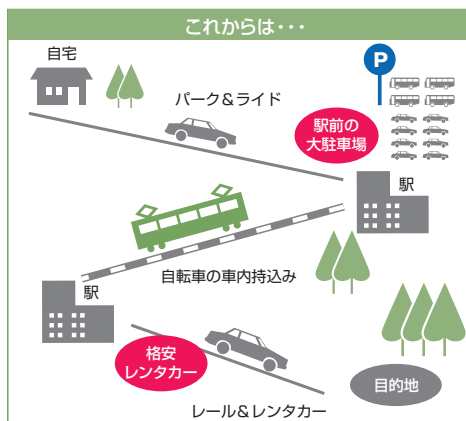 これからは・・・
自宅
P
パーク&ライド
駅前の
大駐車場
駅
自転車の車内持込み
駅
格安
レンタカー
目的地
レール&レンタカー